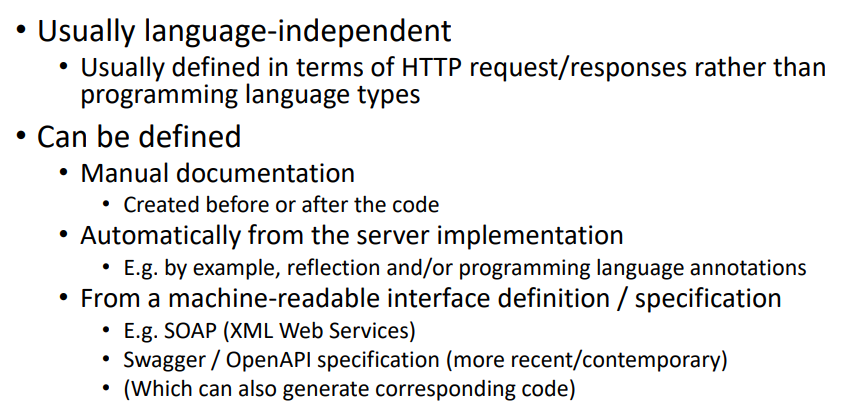 • Usually language-independent
• Usually defined in terms of HTTP request/responses rather than
programming language types
• Can be defined
• Manual documentation
• Created before or after the code
• Automatically from the server implementation
• E.g. by example, reflection and/or programming language annotations
• From a machine-readable interface definition / specification
• E.g. SOAP (XML Web Services)
• Swagger / OpenAPI specification (more recent/contemporary)
• (Which can also generate corresponding code)